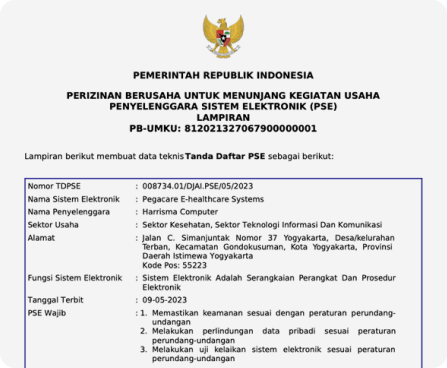 PEMERINTAH REPUBLIK INDONESIA
PERIZINAN BERUSAHA UNTUK MENUNJANG KEGIATAN USAHA
PENYELENGGARA SISTEM ELEKTRONIK (PSE)
LAMPIRAN
PB-UMKU: 812021327067900000001
Lampiran berikut membuat data teknis Tanda Daftar PSE sebagai berikut:
Nomor TDPSE : 008734.01/DJAI.PSE/05/2023
Nama Sistem Elektronik : Pegacare E-healthcare Systems
Nama Penyelenggara : Harrisma Computer
Sektor Usaha : Sektor Kesehatan, Sektor Teknologi Informasi Dan Komunikasi
Alamat : Jalan C. Simanjuntak Nomor 37 Yogyakarta, Desa/kelurahan
Terban, Kecamatan Gondokusuman, Kota Yogyakarta, Provinsi
Daerah Istimewa Yogyakarta
Kode Pos: 55223
Fungsi Sistem Elektronik : Sistem Elektronik Adalah Serangkaian Perangkat Dan Prosedur
Elektronik
Tanggal Terbit : 09-05-2023
PSE Wajib : 1. Memastikan keamanan sesuai dengan peraturan perundang-
undangan
2. Melakukan perlindungan data pribadi sesuai peraturan
perundang-undangan
3. Melakukan uji kelaikan sistem elektronik sesuai peraturan
perundang-undangan